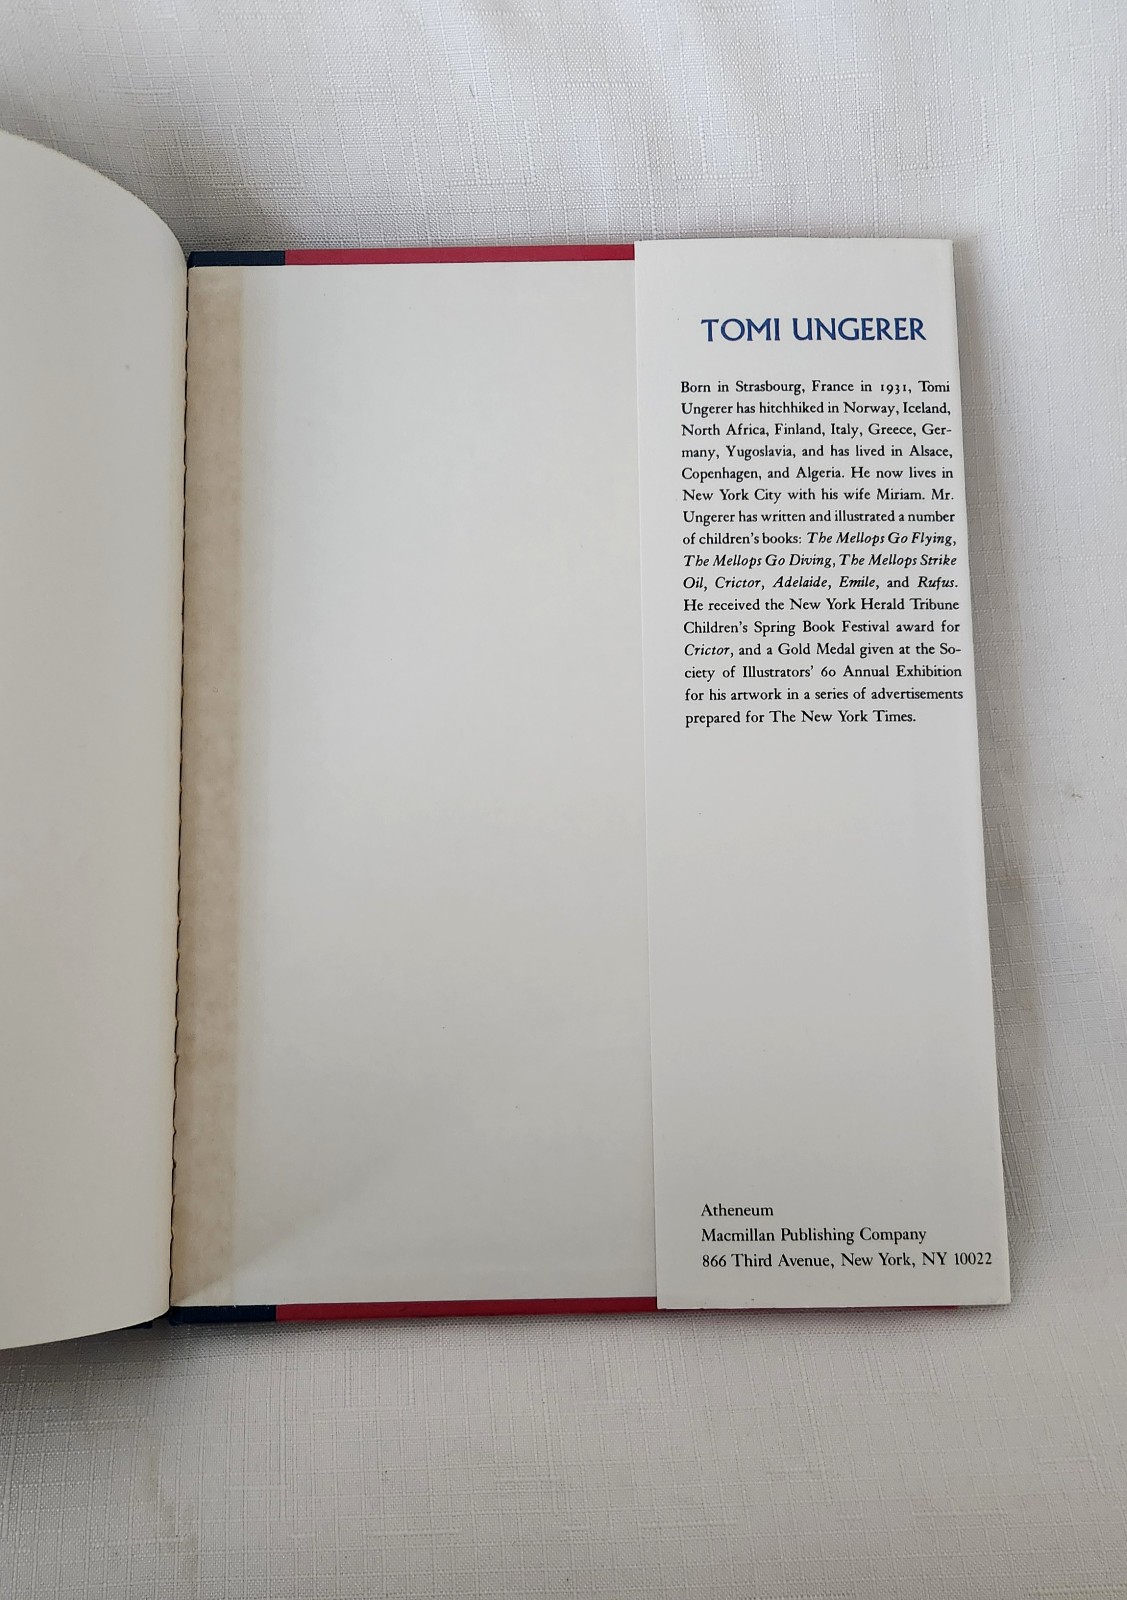 TOMI UNGERER
Born in Strasbourg, France in 1931, Tomi
Ungerer has hitchhiked in Norway, Iceland,
North Africa, Finland, Italy, Greece, Ger-
many, Yugoslavia, and has lived in Alsace,
Copenhagen, and Algeria. He now lives in
New York City with his wife Miriam. Mr.
Ungerer has written and illustrated a number
of children's books: The Mellops Go Flying,
The Mellops Go Diving, The Mellops Strike
Oil, Crictor, Adelaide, Emile, and Rufus.
He received the New York Herald Tribune
Children's Spring Book Festival award for
Crictor, and a Gold Medal given at the So-
ciety of Illustrators' 60 Annual Exhibition
for his artwork in a series of advertisements
prepared for The New York Times.
Atheneum
Macmillan Publishing Company
866 Third Avenue, New York, NY 10022